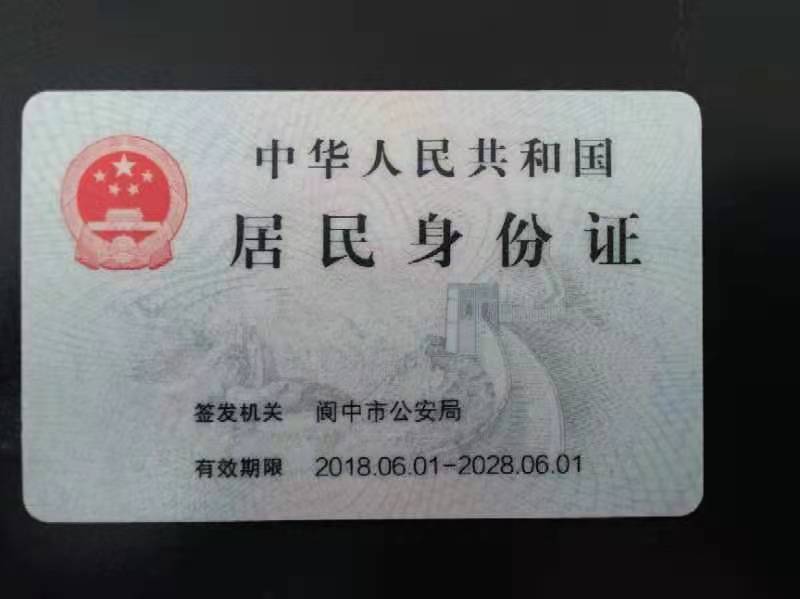 中华人民共和国
居民身份证
签发机关 阆中市公安局
有效期限 2018.06.01-2028.06.01